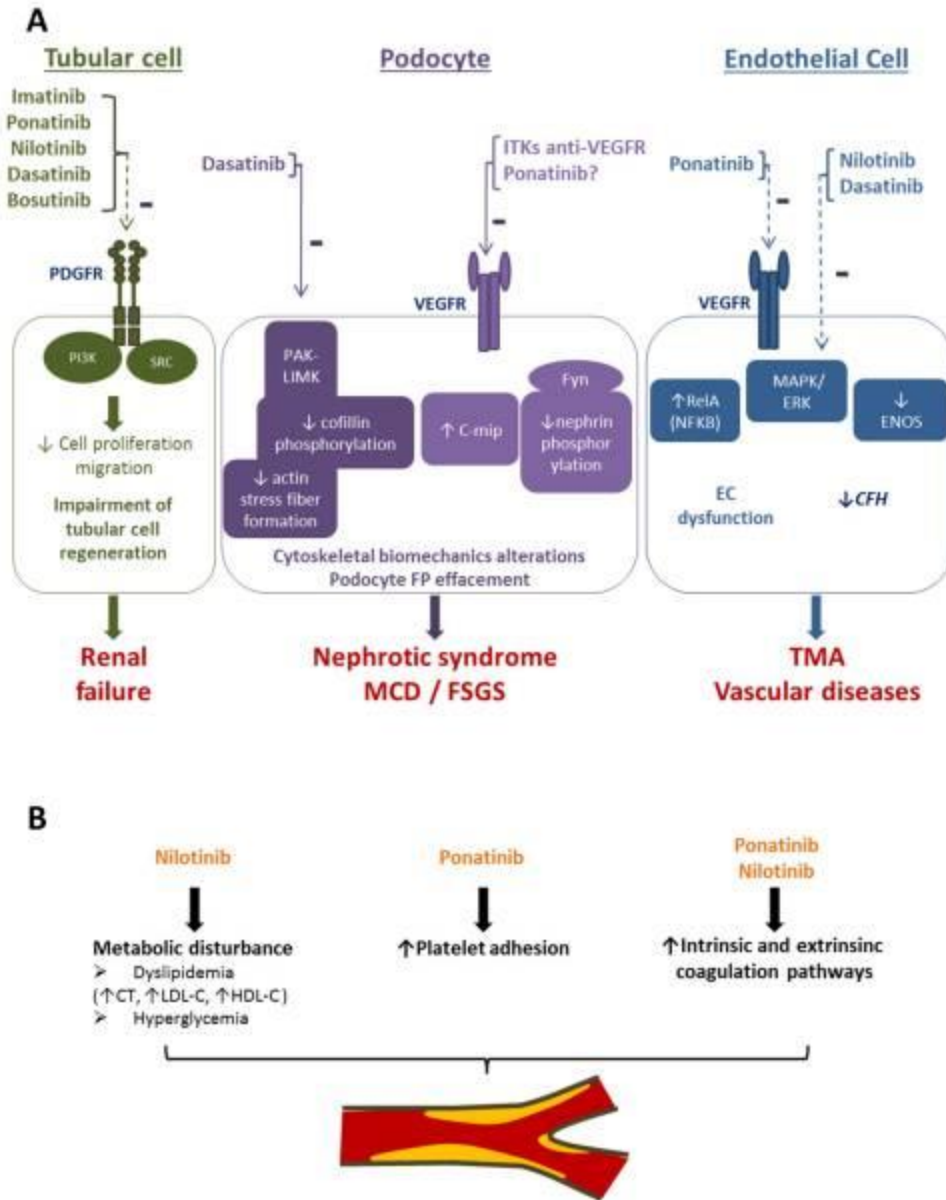 A
Tubular cell
Imatinib
Ponatinib
Nilotinib
Dasatinib
Bosutinib
-
PDGFR
PI3K
SRC
↓ Cell proliferation
migration
Impairment of
tubular cell
regeneration
Renal
failure
Podocyte
Dasatinib
-
ITKs anti-VEGFR
Ponatinib?
-
VEGFR
PAK-
LIMK
↓ cofillin
phosphorylation
↓ actin
stress fiber
formation
↑ C-mip
Fyn
↓nephrin
phosphor
ylation
Cytoskeletal biomechanics alterations
Podocyte FP effacement
Nephrotic syndrome
MCD / FSGS
Endothelial Cell
Ponatinib
-
Nilotinib
Dasatinib
-
VEGFR
↑RelA
(NFKB)
MAPK/
ERK
↓
ENOS
EC
dysfunction
↓CFH
TMA
Vascular diseases
B
Nilotinib
Metabolic disturbance
➢ Dyslipidemia
(↑CT, ↑LDL-C, ↑HDL-C)
➢ Hyperglycemia
Ponatinib
↑Platelet adhesion
Ponatinib
Nilotinib
↑Intrinsic and extrinsinc
coagulation pathways